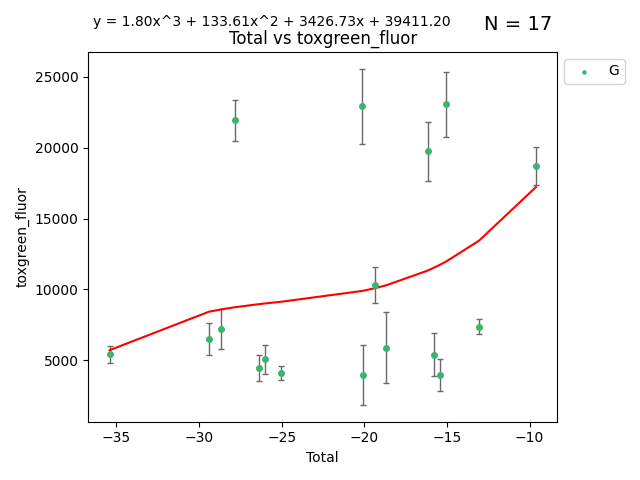 y = 1.80x^3 + 133.61x^2 + 3426.73x + 39411.20
N = 17
Total vs toxgreen_fluor
G
25000
20000
15000
10000
5000
toxgreen_fluor
−35
−30
−25
−20
−15
−10
Total